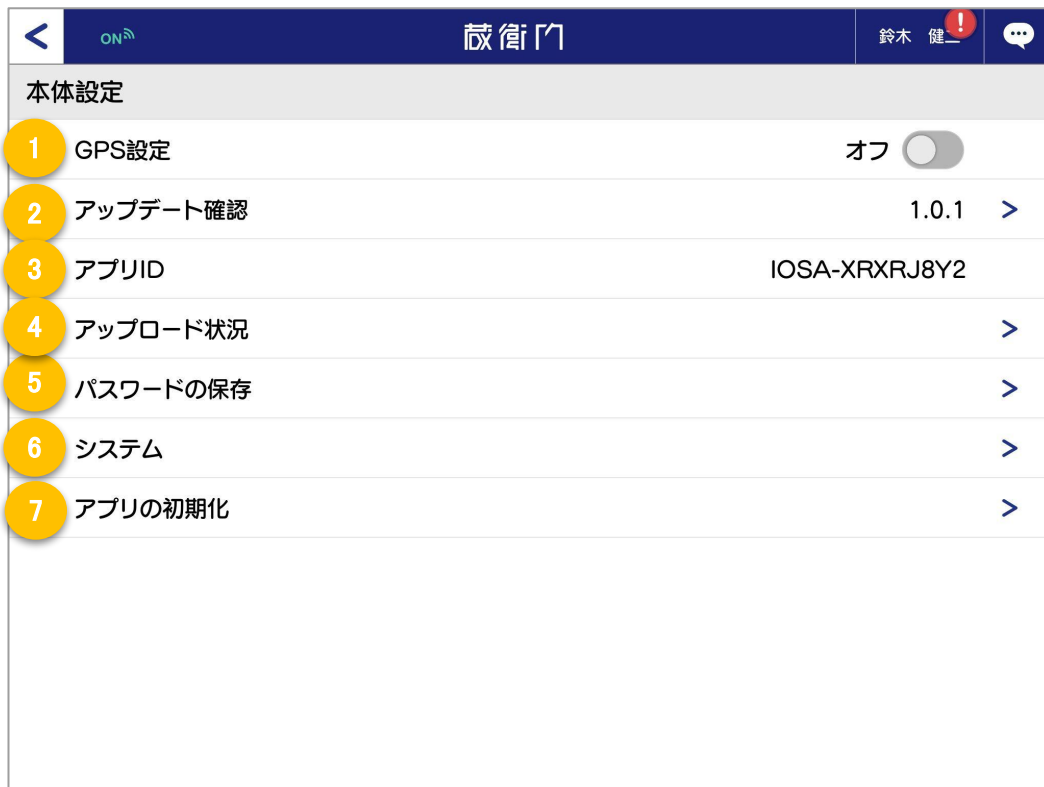 ON 蔵衛門 鈴木 健 !
本体設定
1 GPS設定 オフ
2 アップデート確認 1.0.1 >
3 アプリID IOSA-XRXRJ8Y2
4 アップロード状況 >
5 パスワードの保存 >
6 システム >
7 アプリの初期化 >